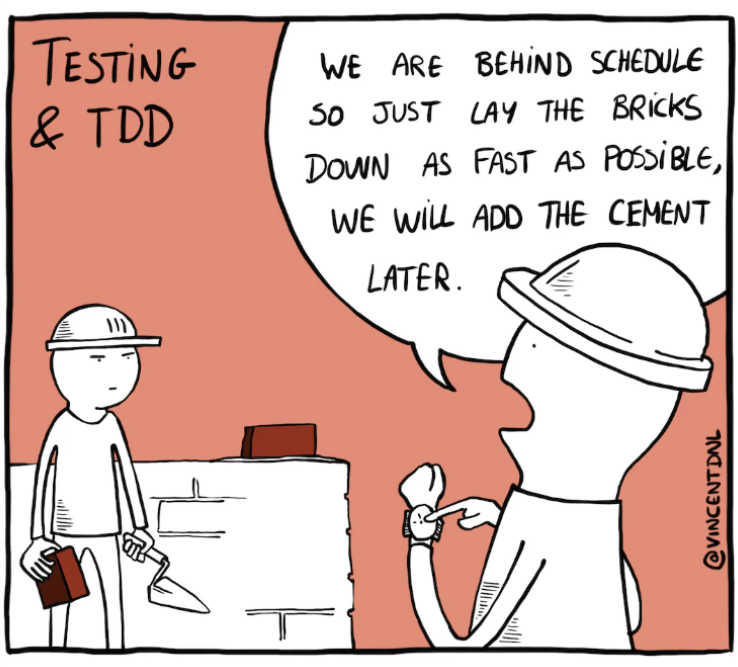 TESTING
& TDD
WE ARE BEHIND SCHEDULE
SO JUST LAY THE BRICKS
DOWN AS FAST AS POSSIBLE,
WE WILL ADD THE CEMENT
LATER.
@VINCENTDNL